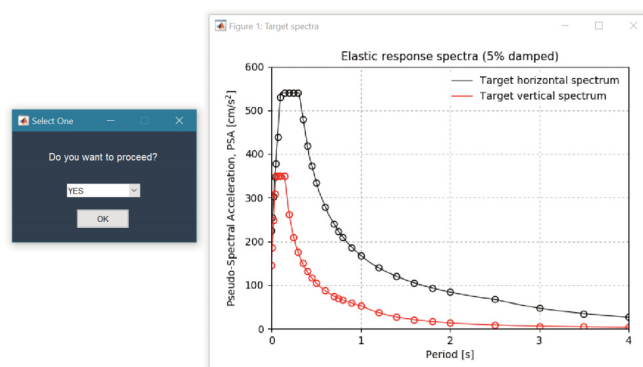 Select One
Do you want to proceed?
YES
OK
Figure 1: Target spectra
Elastic response spectra (5% damped)
Target horizontal spectrum
Target vertical spectrum
Pseudo-Spectral Acceleration, PSA [cm/s²]
600
500
400
300
200
100
0
0 1 2 3 4
Period [s]